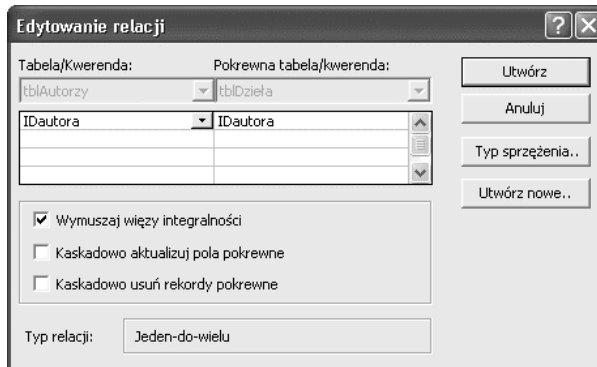 Edytowanie relacji
Tabela/Kwerenda: Pokrewna tabela/kwerenda:
tblAutorzy tblDzieła
IDautora IDautora
Wymuszaj więzy integralności
Kaskadowo aktualizuj pola pokrewne
Kaskadowo usuń rekordy pokrewne
Typ relacji: Jeden-do-wielu
Utwórz
Anuluj
Typ sprzężenia..
Utwórz nowe..